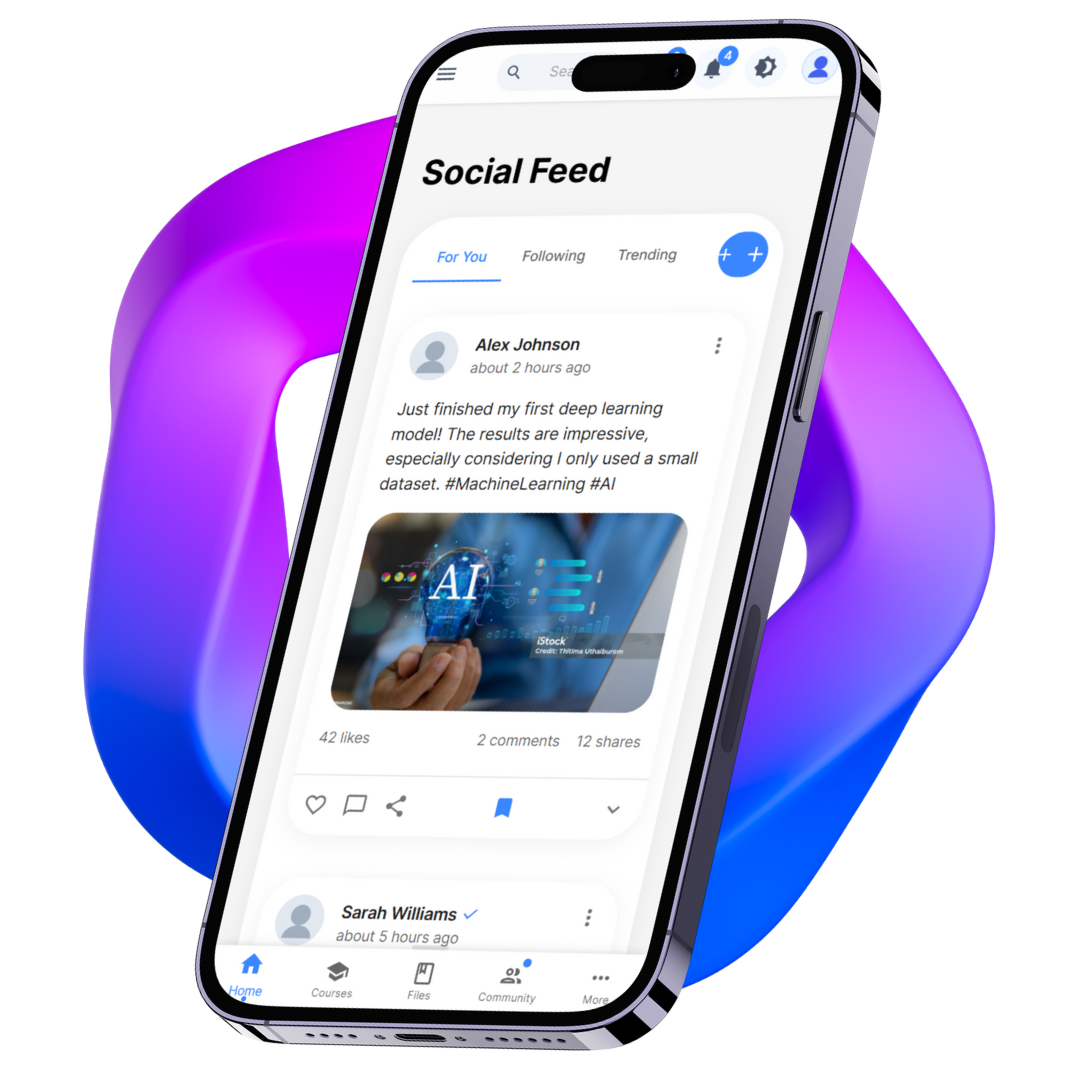 Sea
4
Social Feed
For You
Following
Trending
+ +
Alex Johnson
about 2 hours ago
Just finished my first deep learning
model! The results are impressive,
especially considering I only used a small
dataset. #MachineLearning #AI
AI
iStock
Credit: Thitima Uthaiburom
42 likes
2 comments
12 shares
Sarah Williams
about 5 hours ago
Home
Courses
Files
Community
More